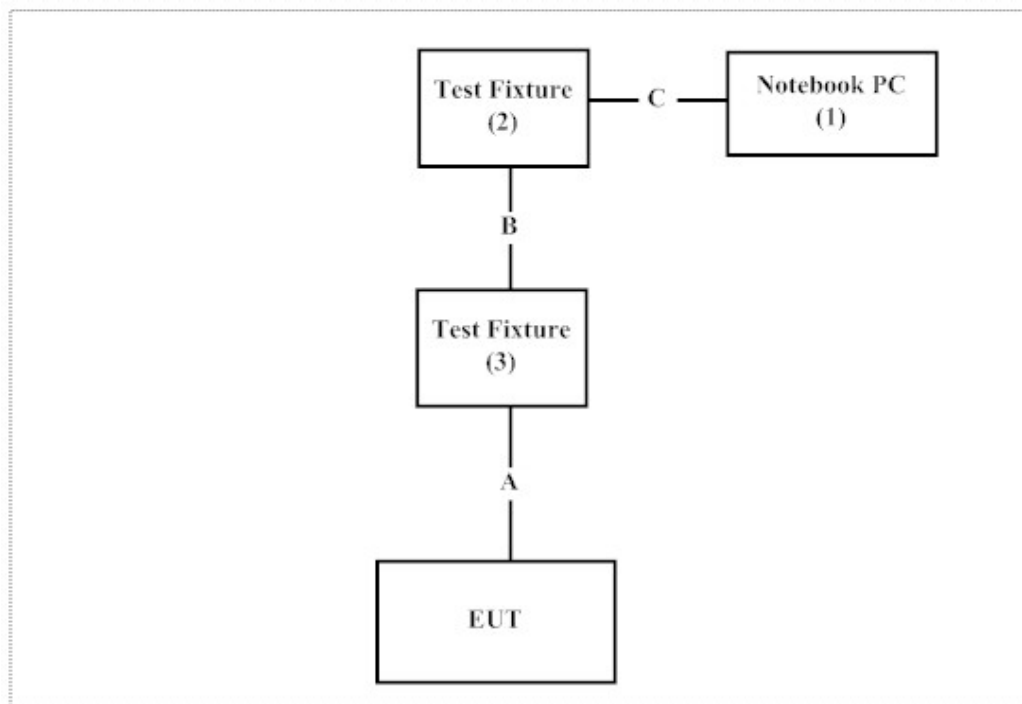 Test Fixture
(2)
C
Notebook PC
(1)
B
Test Fixture
(3)
A
EUT